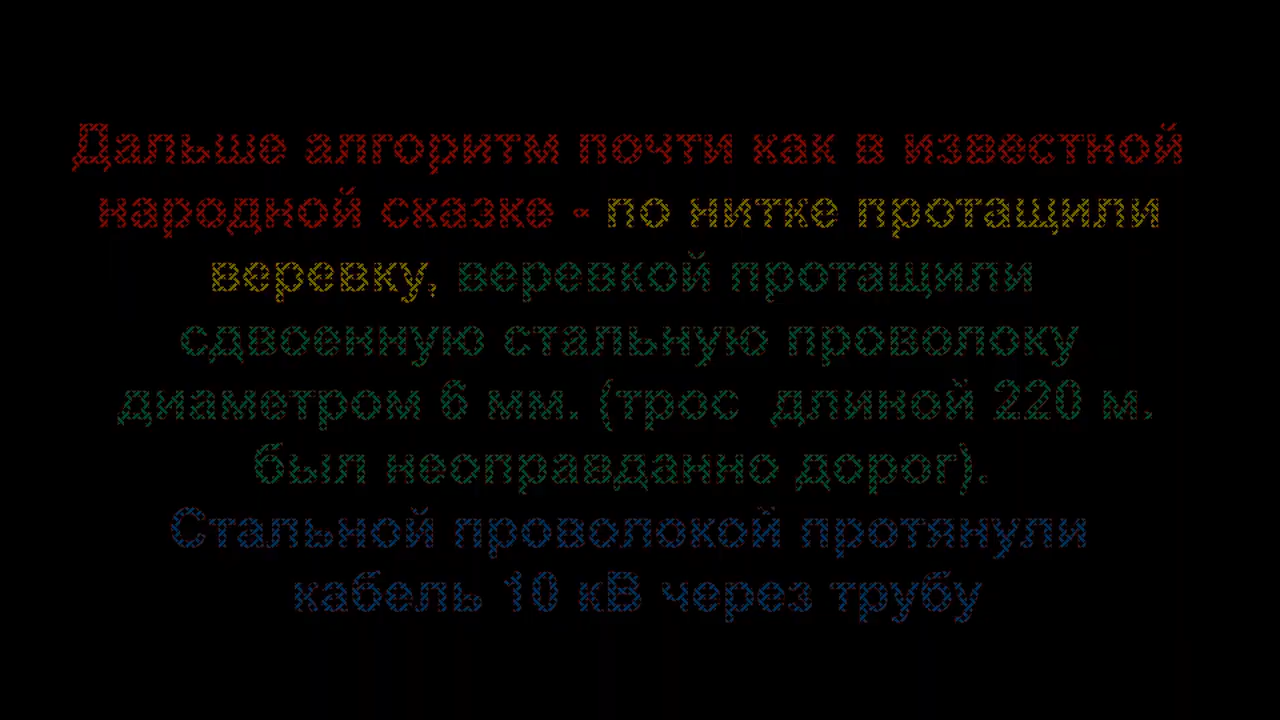 Дальше алгоритм почти как в известной
народной сказке - по нитке протащили
веревку, веревкой протащили
сдвоенную стальную проволоку
диаметром 6 мм. (трос  длиной 220 м.
был неоправданно дорог).
Стальной проволокой протянули
кабель 10 кВ через трубу